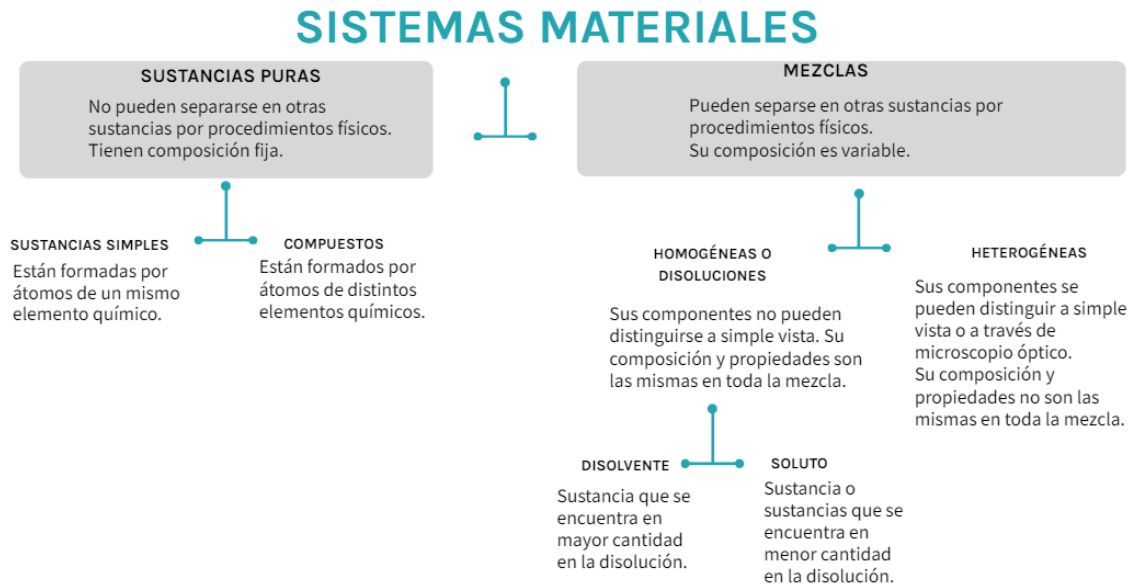 SISTEMAS MATERIALES
SUSTANCIAS PURAS
No pueden separarse en otras
sustancias por procedimientos físicos.
Tienen composición fija.
MEZCLAS
Pueden separse en otras sustancias por
procedimientos físicos.
Su composición es variable.
SUSTANCIAS SIMPLES
Están formadas por
átomos de un mismo
elemento químico.
COMPUESTOS
Están formados por
átomos de distintos
elementos químicos.
HOMOGÉNEAS O
DISOLUCIONES
Sus componentes no pueden
distinguirse a simple vista. Su
composición y propiedades son
las mismas en toda la mezcla.
HETEROGÉNEAS
Sus componentes se
pueden distinguir a simple
vista o a través de
microscopio óptico.
Su composición y
propiedades no son las
mismas en toda la mezcla.
DISOLVENTE
Sustancia que se
encuentra en
mayor cantidad
en la disolución.
SOLUTO
Sustancia o
sustancias que se
encuentra en
menor cantidad
en la disolución.